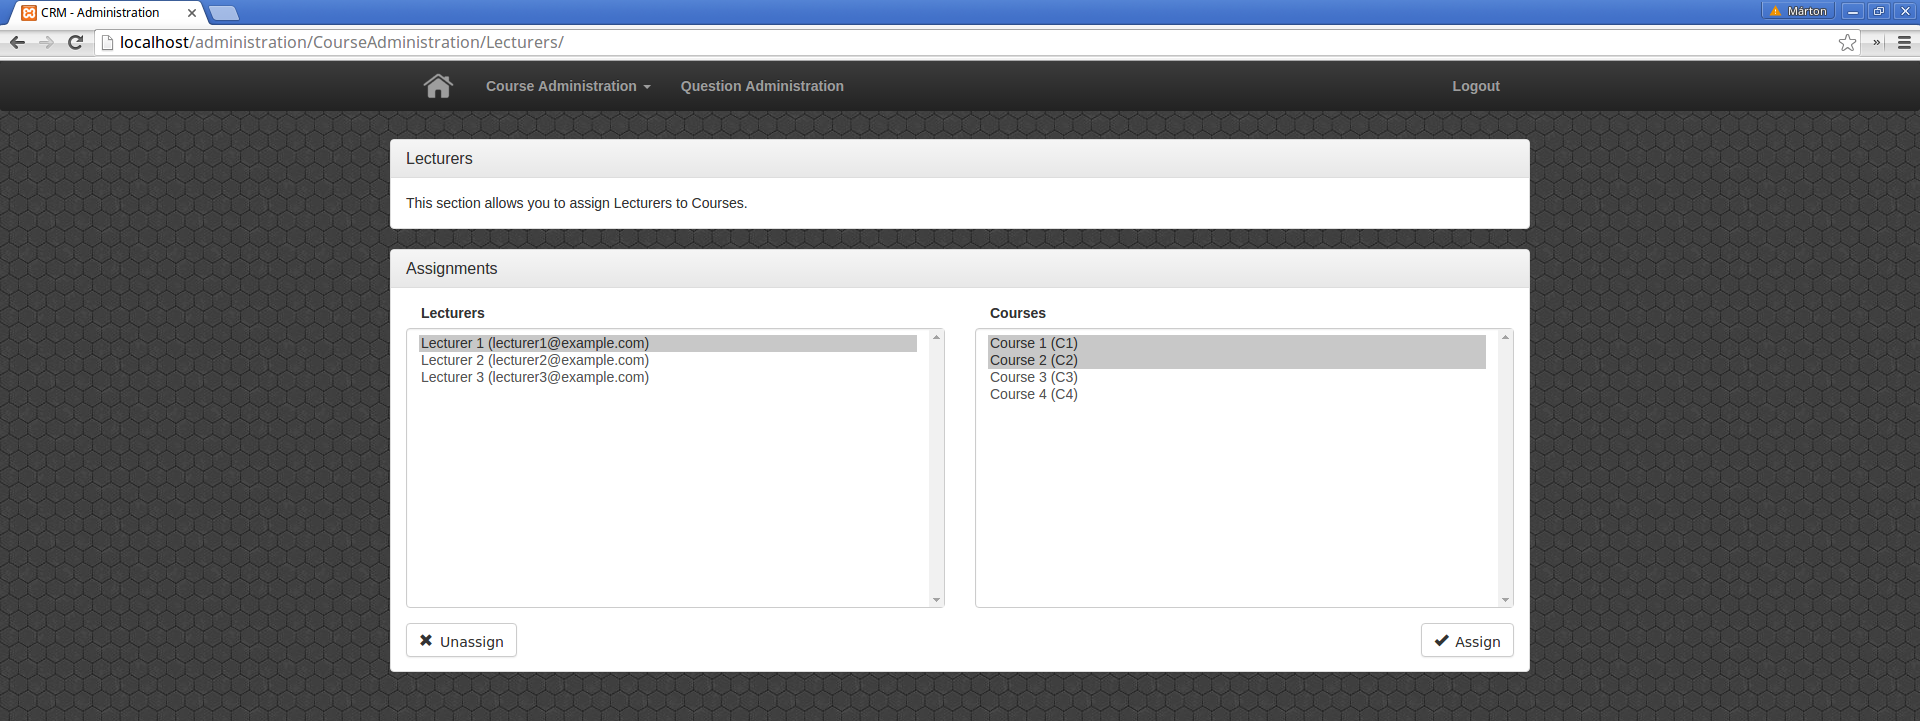 CRM - Administration
Márton
localhost/administration/CourseAdministration/Lecturers/
»
Course Administration
Question Administration
Logout
Lecturers
This section allows you to assign Lecturers to Courses.
Assignments
Lecturers
Lecturer 1 (lecturer1@example.com)
Lecturer 2 (lecturer2@example.com)
Lecturer 3 (lecturer3@example.com)
Courses
Course 1 (C1)
Course 2 (C2)
Course 3 (C3)
Course 4 (C4)
Unassign
Assign